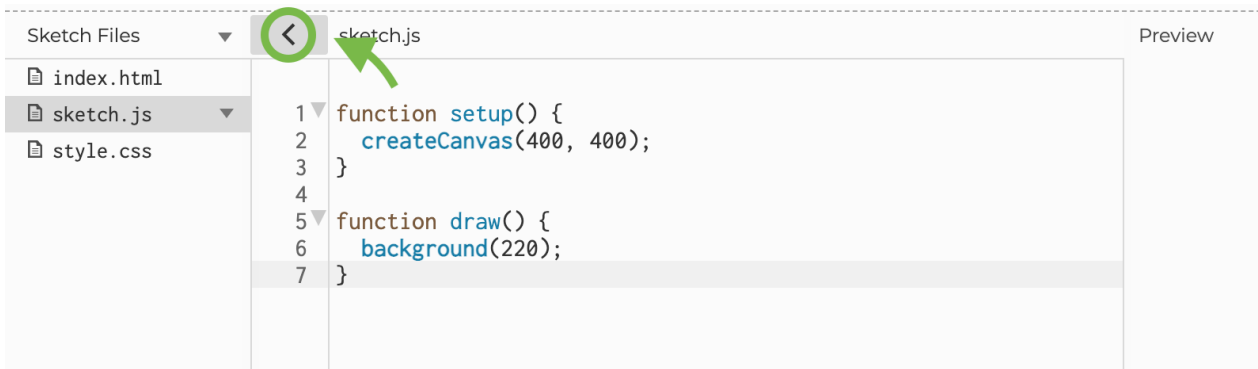 Sketch Files
sketch.js
Preview
index.html
sketch.js
style.css
1 function setup() {
2   createCanvas(400, 400);
3 }
4
5 function draw() {
6   background(220);
7 }